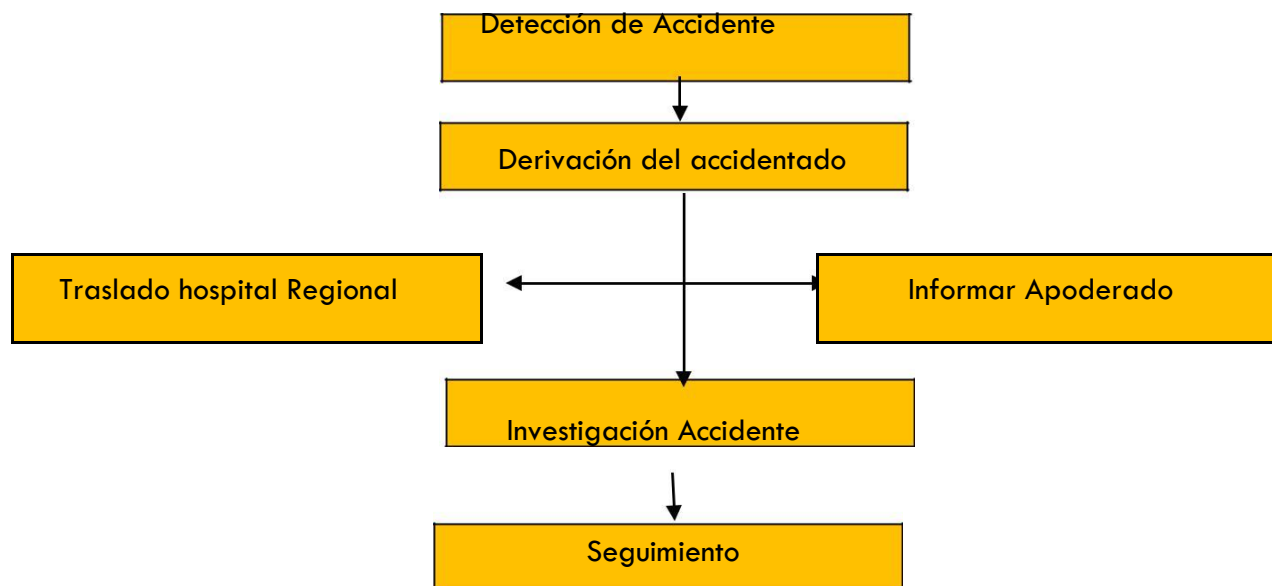 Detección de Accidente
Derivación del accidentado
Traslado hospital Regional
Informar Apoderado
Investigación Accidente
Seguimiento